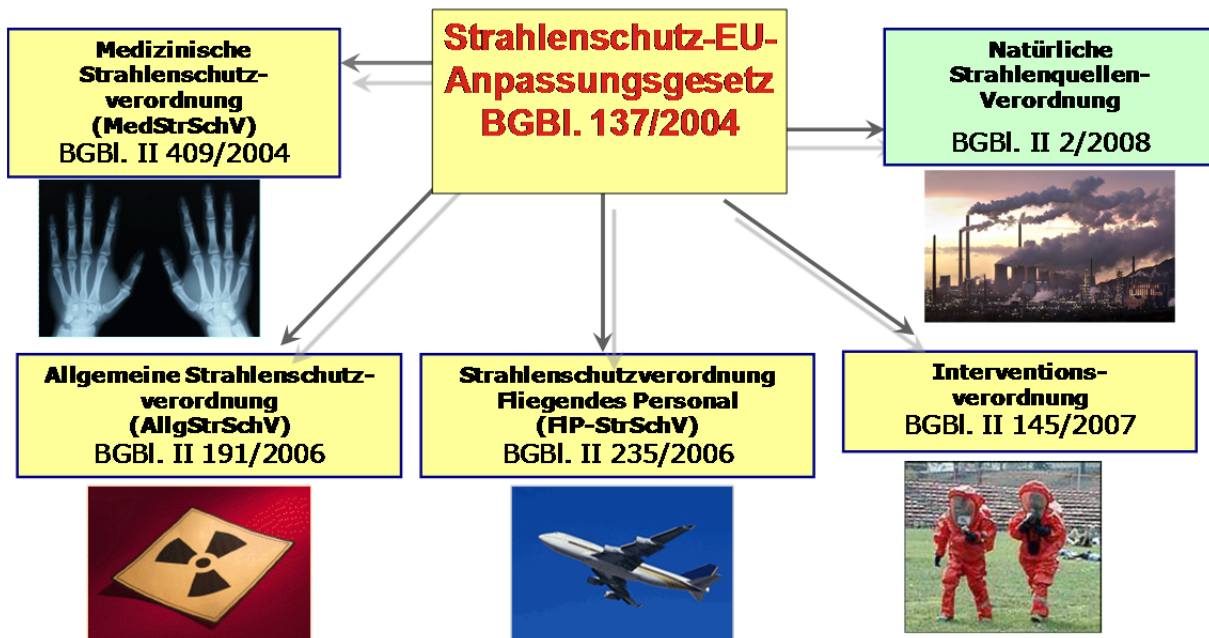 Strahlenschutz-EU-
Anpassungsgesetz
BGBl. 137/2004
Medizinische
Strahlenschutz-
verordnung
(MedStrSchV)
BGBl. II 409/2004
Natürliche
Strahlenquellen-
Verordnung
BGBl. II 2/2008
Allgemeine Strahlenschutz-
verordnung
(AllgStrSchV)
BGBl. II 191/2006
Strahlenschutzverordnung
Fliegendes Personal
(FlP-StrSchV)
BGBl. II 235/2006
Interventions-
verordnung
BGBl. II 145/2007